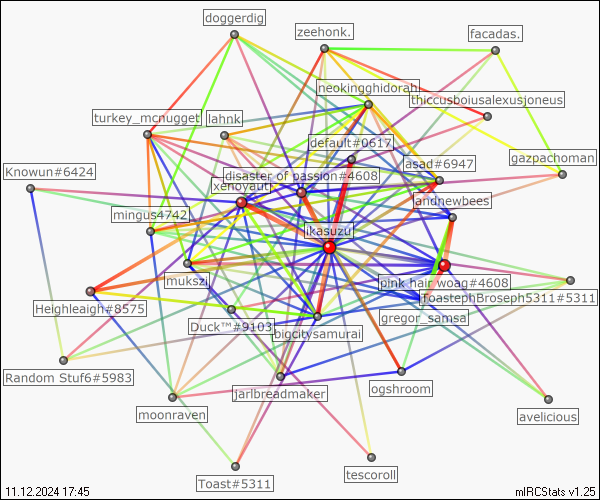 doggerdig
zeehonk.
facadas.
neokingghidorah
thiccusboiusalexusjoneus
turkey_mcnugget
lahnk
default#0617
gazpachoman
Knowun#6424
disaster of passion#4608
asad#6947
xenoyautja
andnewbees
mingus4742
ikasuzu
mukszil
pink hair woag#4608
Heighleaigh#8575
ToastephBroseph5311#5311
Duck™#9103
bigcitysamurai
gregor_samsa
Random Stuf6#5983
jarlbreadmaker
ogshroom
moonraven
avelicious
Toast#5311
tescoroll
11.12.2024 17:45
mIRCStats v1.25